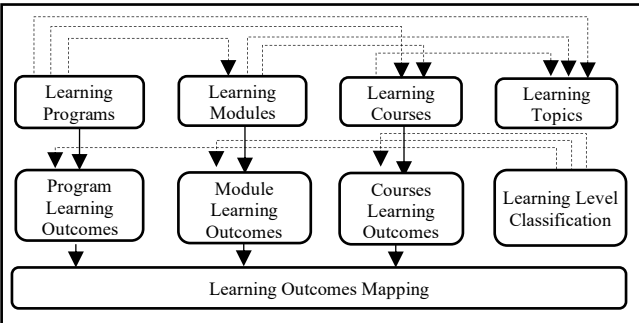 Learning
Programs
Learning
Modules
Learning
Courses
Learning
Topics
Program
Learning
Outcomes
Module
Learning
Outcomes
Courses
Learning
Outcomes
Learning Level
Classification
Learning Outcomes Mapping